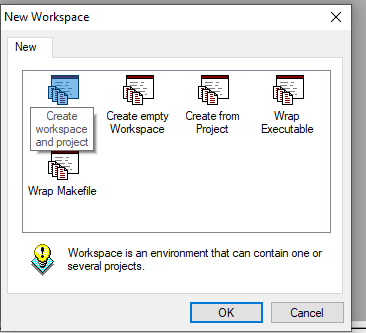 New Workspace
New
Create
workspace
and project
Create empty
Workspace
Create from
Project
Wrap
Executable
Wrap Makefile
Workspace is an environment that can contain one or
several projects.
OK
Cancel